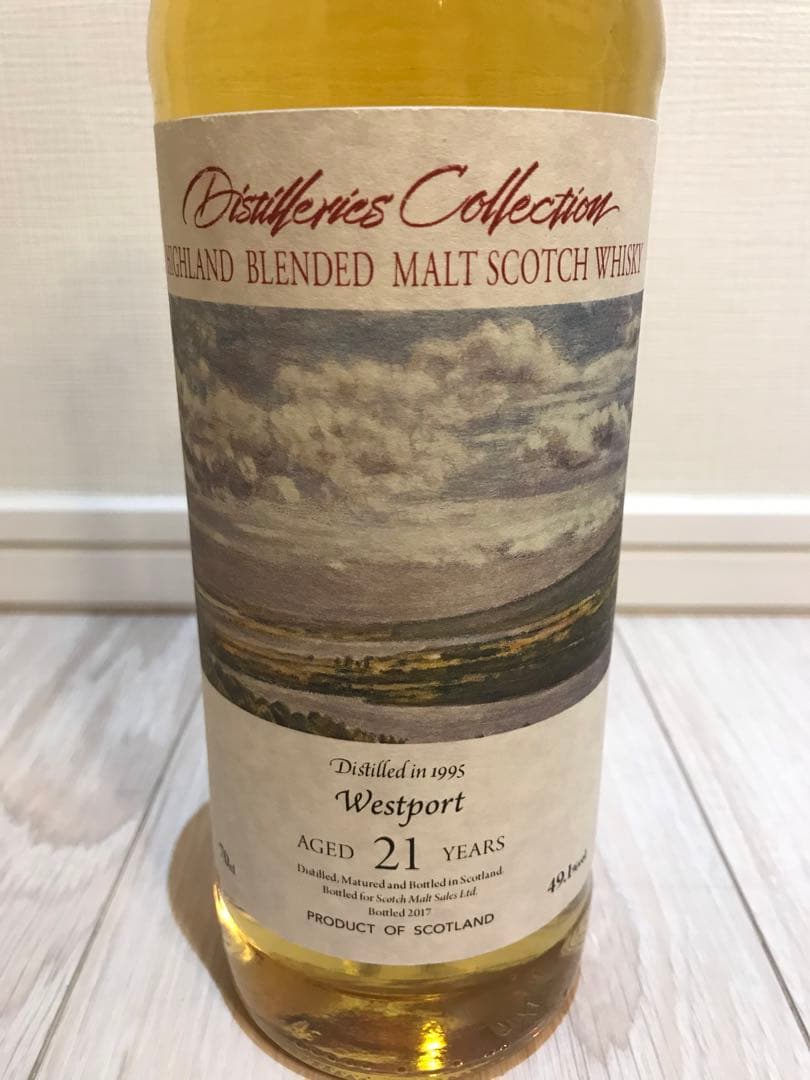 Distilleries Collection
HIGHLAND BLENDED MALT SCOTCH WHISKY
Distilled in 1995
Westport
AGED 21 YEARS
Distilled, Matured and Bottled in Scotland.
Bottled for Scotch Malt Sales Ltd.
Bottled 2017
70cl
49.1%vol
PRODUCT OF SCOTLAND